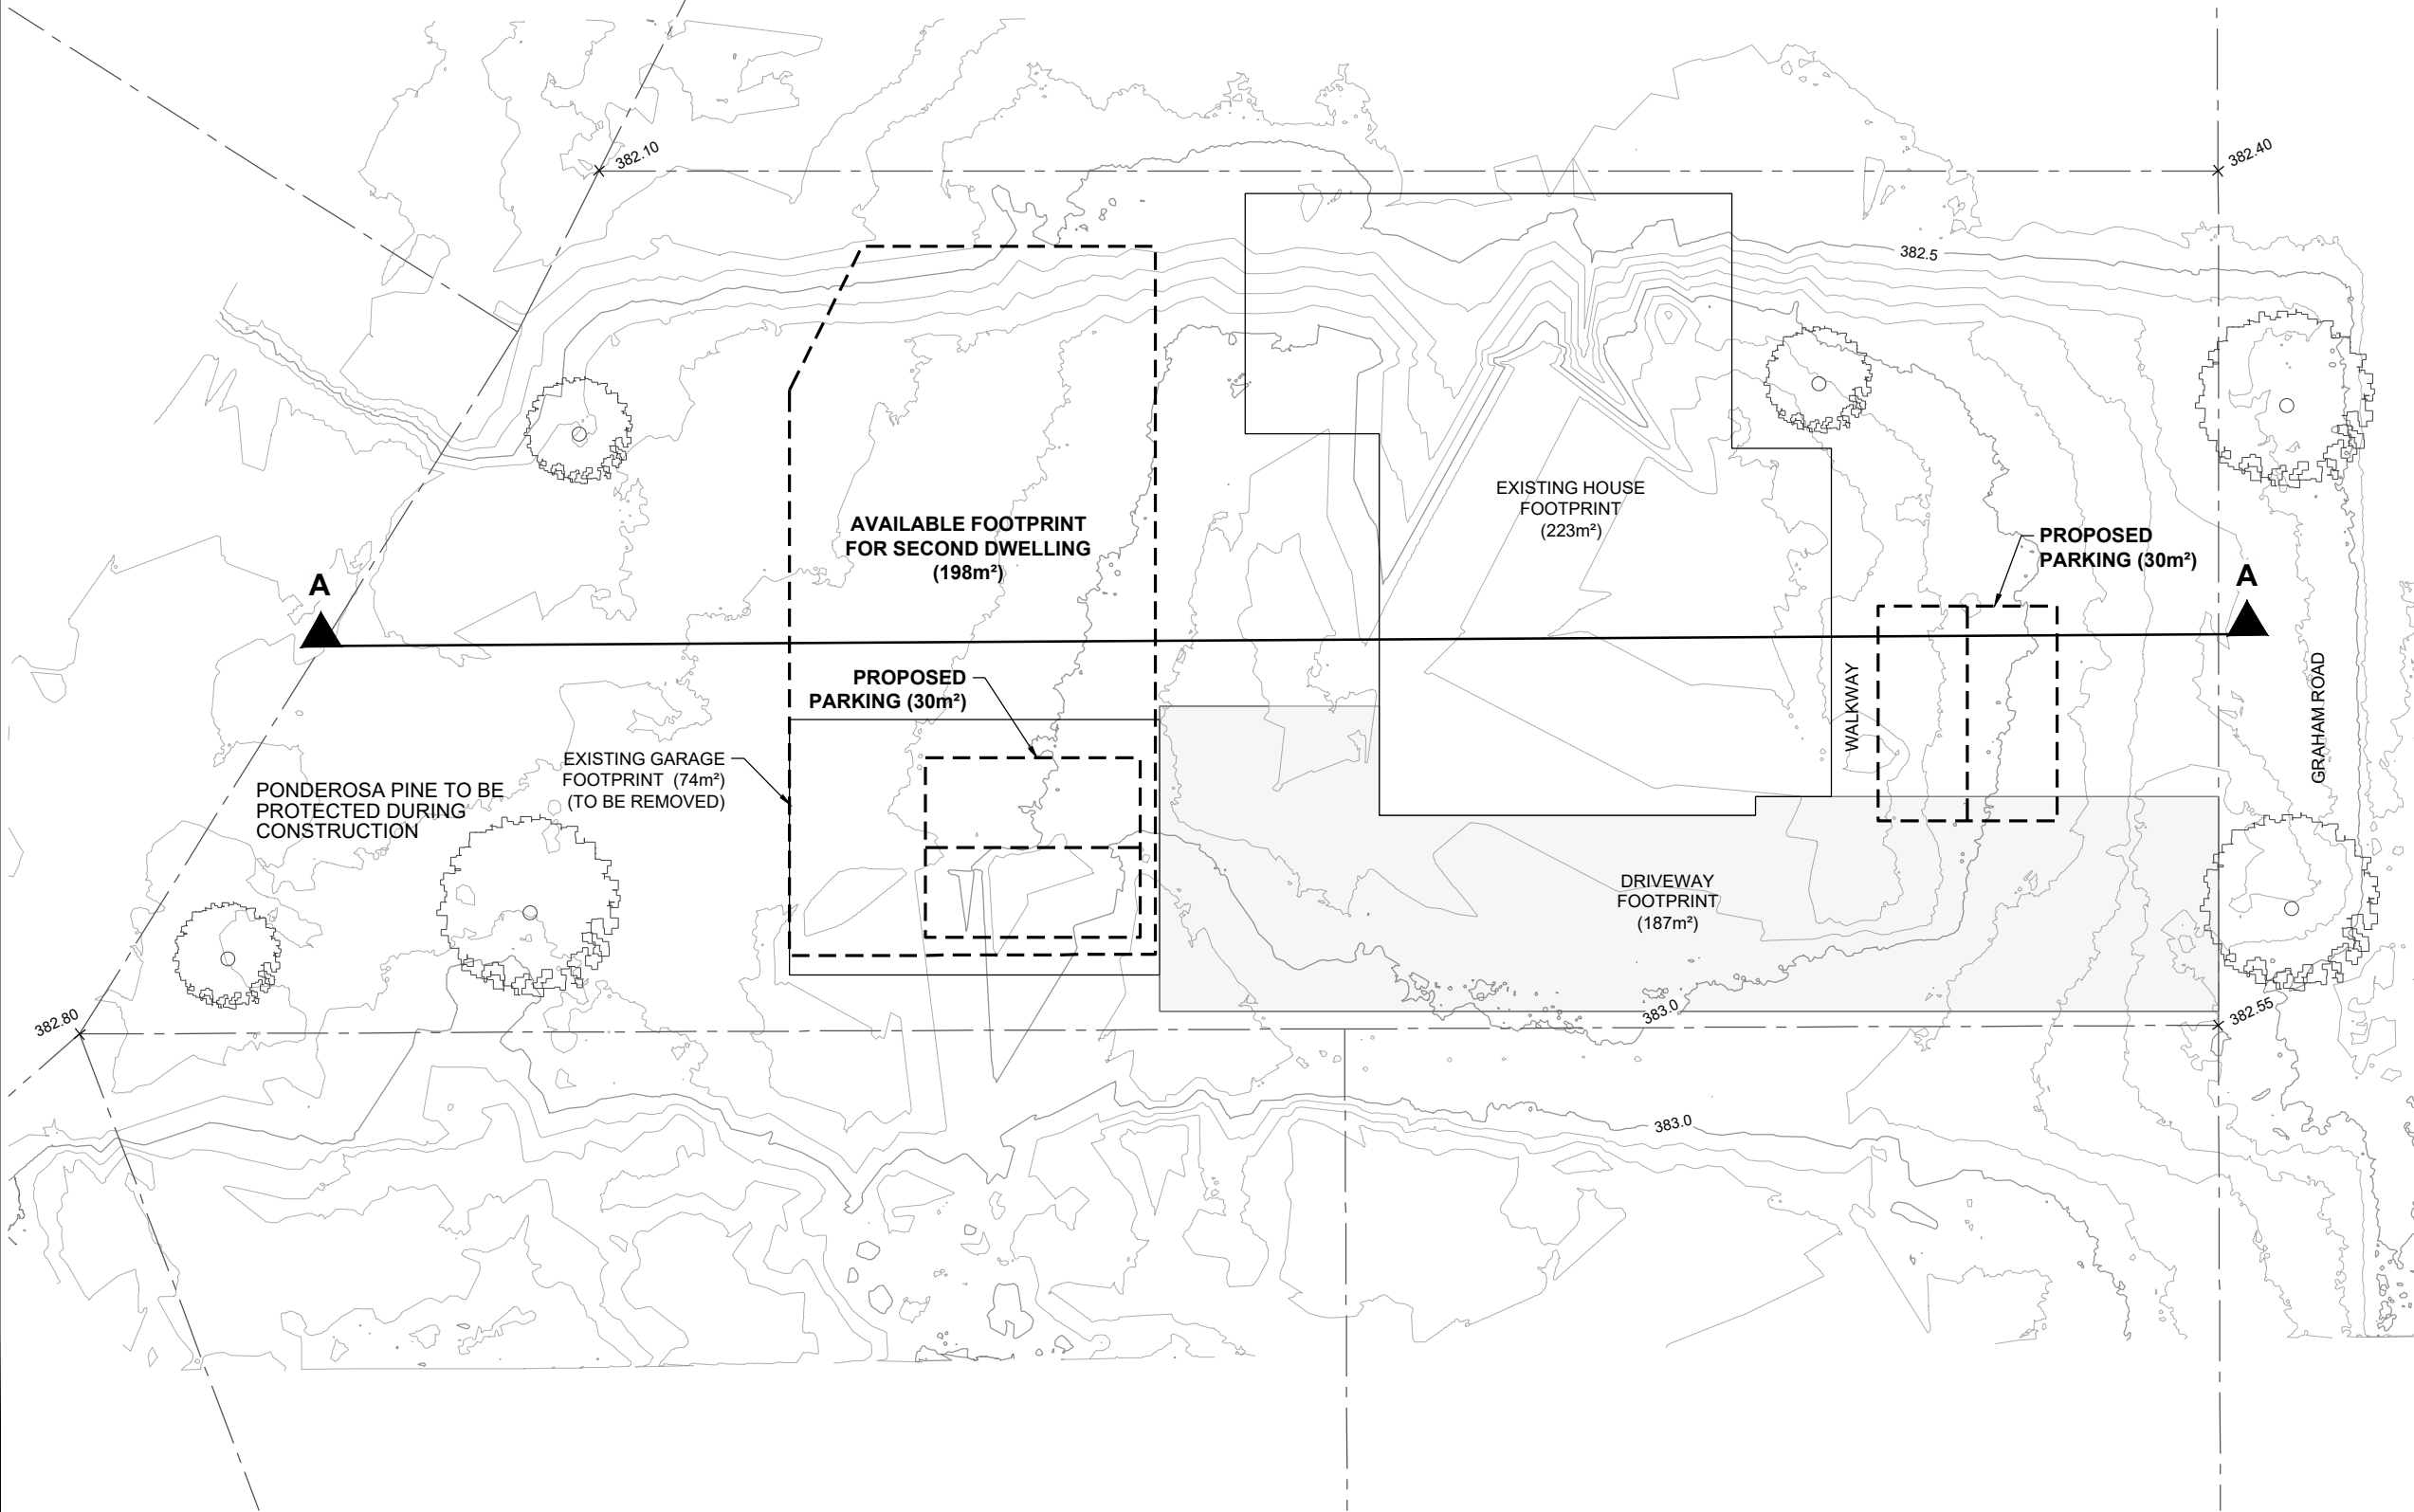 382.10
382.40
382.5
EXISTING HOUSE
FOOTPRINT
(223m²)
AVAILABLE FOOTPRINT
FOR SECOND DWELLING
(198m²)
PROPOSED
PARKING (30m²)
A
A
PROPOSED
PARKING (30m²)
WALKWAY
GRAHAM ROAD
EXISTING GARAGE
FOOTPRINT (74m²)
(TO BE REMOVED)
PONDEROSA PINE TO BE
PROTECTED DURING
CONSTRUCTION
DRIVEWAY
FOOTPRINT
(187m²)
382.80
383.0
382.55
383.0